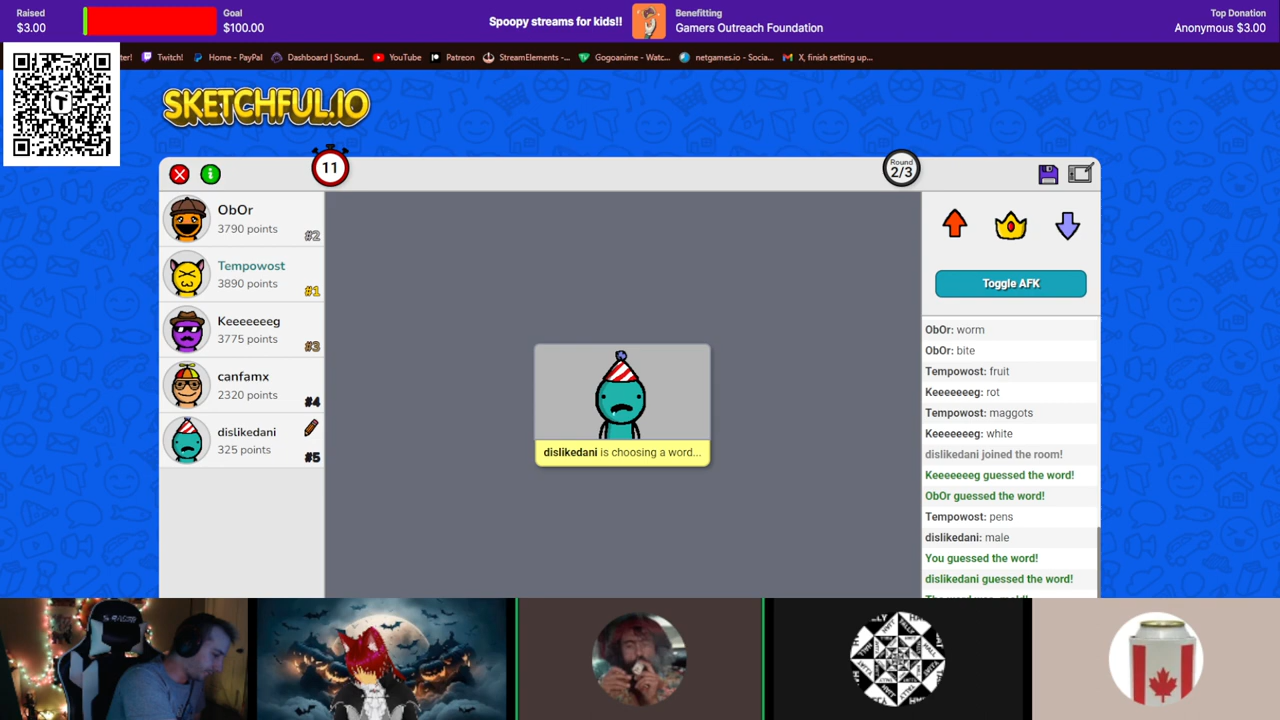 Raised
$3.00
Goal
$100.00
Spoopy streams for kids!!
Benefitting
Gamers Outreach Foundation
Top Donation
Anonymous $3.00
Twitch!
Home - PayPal
Dashboard | Sound...
YouTube
Patreon
StreamElements -...
Gogoanime - Watc...
netgames.io - Socia...
X, finish setting up...
SKETCHFUL.IO
11
Round
2/3
ObOr
3790 points
#2
Tempowost
3890 points
#1
Keeeeeeeg
3775 points
#3
canfamx
2320 points
#4
dislikedani
325 points
#5
dislikedani is choosing a word...
Toggle AFK
ObOr: worm
ObOr: bite
Tempowost: fruit
Keeeeeeeg: rot
Tempowost: maggots
Keeeeeeeg: white
dislikedani joined the room!
Keeeeeeeg guessed the word!
ObOr guessed the word!
Tempowost: pens
dislikedani: male
You guessed the word!
dislikedani guessed the word!